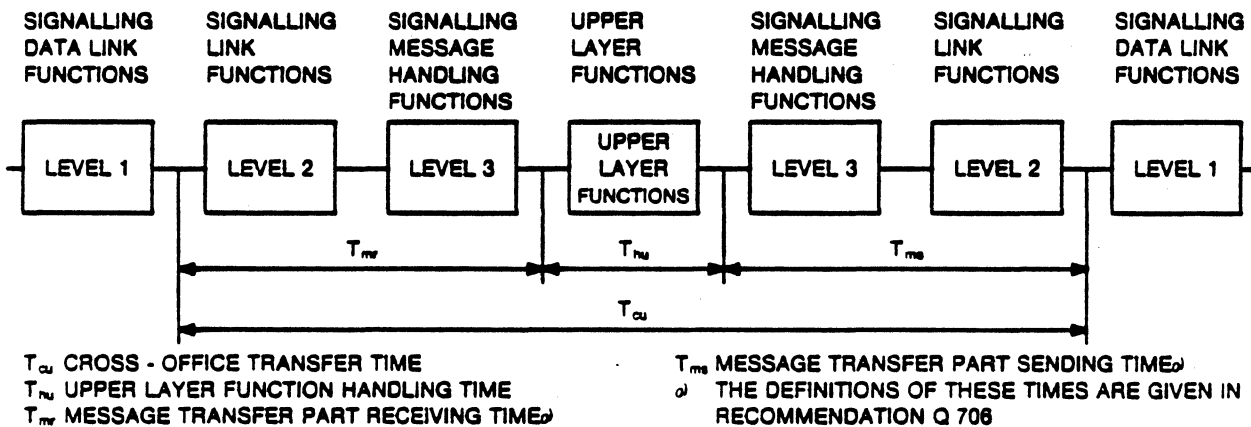 SIGNALLING DATA LINK FUNCTIONS
SIGNALLING LINK FUNCTIONS
SIGNALLING MESSAGE HANDLING FUNCTIONS
UPPER LAYER FUNCTIONS
SIGNALLING MESSAGE HANDLING FUNCTIONS
SIGNALLING LINK FUNCTIONS
SIGNALLING DATA LINK FUNCTIONS
LEVEL 1
LEVEL 2
LEVEL 3
UPPER LAYER FUNCTIONS
LEVEL 3
LEVEL 2
LEVEL 1
Tmr
Thu
Tms
Tcu
Tcu CROSS - OFFICE TRANSFER TIME
Thu UPPER LAYER FUNCTION HANDLING TIME
Tmr MESSAGE TRANSFER PART RECEIVING TIME a)
Tms MESSAGE TRANSFER PART SENDING TIME a)
a) THE DEFINITIONS OF THESE TIMES ARE GIVEN IN
RECOMMENDATION Q 706